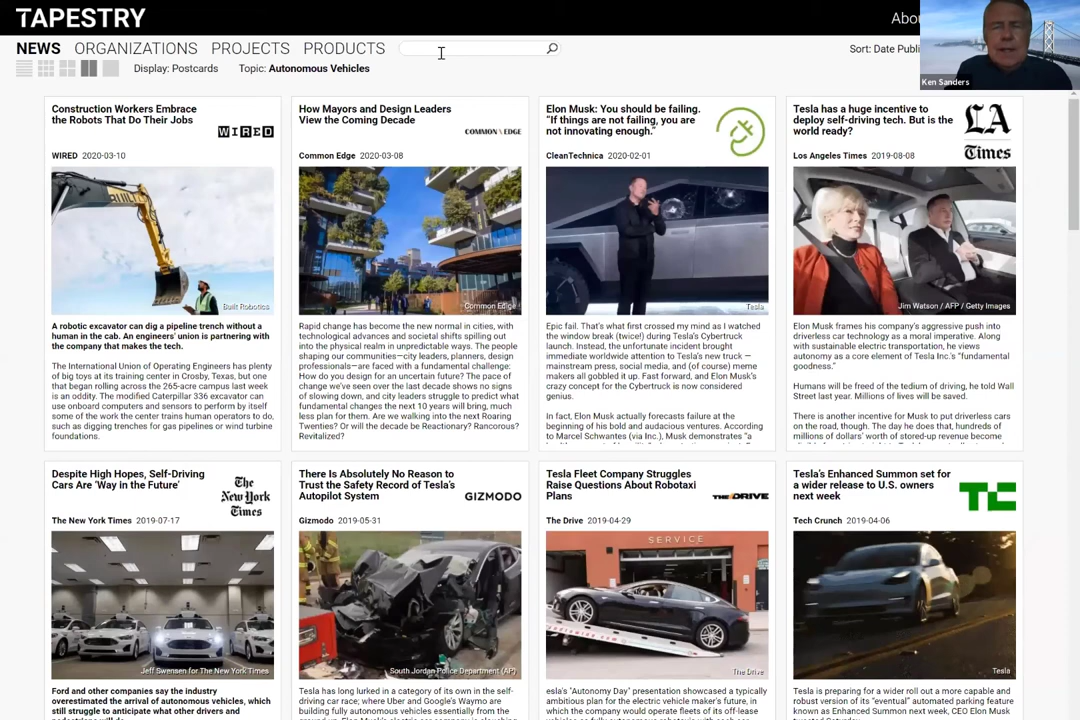 TAPESTRY
Abou
NEWS ORGANIZATIONS PROJECTS PRODUCTS
Sort: Date Publi
Ken Sanders
Display: Postcards Topic: Autonomous Vehicles
Construction Workers Embrace
the Robots That Do Their Jobs
WIRED
WIRED 2020-03-10
Built Robotics
A robotic excavator can dig a pipeline trench without a
human in the cab. An engineers' union is partnering with
the company that makes the tech.
The International Union of Operating Engineers has plenty
of big toys at its training center in Crosby, Texas, but one
that began rolling across the 265-acre campus last week
is an oddity. The modified Caterpillar 336 excavator can
use onboard computers and sensors to perform by itself
some of the work the center trains human operators to do,
such as digging trenches for gas pipelines or wind turbine
foundations.
How Mayors and Design Leaders
View the Coming Decade
COMMON EDGE
Common Edge 2020-03-08
Common Edge
Rapid change has become the new normal in cities, with
technological advances and societal shifts spilling out
into the physical realm in unpredictable ways. The people
shaping our communities—city leaders, planners, design
professionals—are faced with a fundamental challenge:
How do you design for an uncertain future? The pace of
change we've seen over the last decade shows no signs
of slowing down, and city leaders struggle to predict what
fundamental changes the next 10 years will bring, much
less plan for them. Are we walking into the next Roaring
Twenties? Or will the decade be Reactionary? Rancorous?
Revitalized?
Elon Musk: You should be failing.
"If things are not failing, you are
not innovating enough."
CleanTechnica 2020-02-01
Tesla
Epic fail. That's what first crossed my mind as I watched
the window break (twice!) during Tesla's Cybertruck
launch. Instead, the unfortunate incident brought
immediate worldwide attention to Tesla's new truck —
mainstream press, social media, and (of course) meme
makers all gobbled it up. Fast forward, and Elon Musk's
crazy concept for the Cybertruck is now considered
genius.
In fact, Elon Musk actually forecasts failure at the
beginning of his bold and audacious ventures. According
to Marcel Schwantes (via Inc.), Musk demonstrates "a
Tesla has a huge incentive to
deploy self-driving tech. But is the
world ready?
LA
Times
Los Angeles Times 2019-08-08
Jim Watson / AFP / Getty Images
Elon Musk frames his company's aggressive push into
driverless car technology as a moral imperative. Along
with sustainable electric transportation, he views
autonomy as a core element of Tesla Inc.'s "fundamental
goodness."
Humans will be freed of the tedium of driving, he told Wall
Street last year. Millions of lives will be saved.
There is another incentive for Musk to put driverless cars
on the road, though. The day he does that, hundreds of
millions of dollars' worth of stored-up revenue become
Despite High Hopes, Self-Driving
Cars Are 'Way in the Future'
The
New York
Times
The New York Times 2019-07-17
Jeff Swensen for The New York Times
Ford and other companies say the industry
overestimated the arrival of autonomous vehicles, which
still struggle to anticipate what other drivers and
There Is Absolutely No Reason to
Trust the Safety Record of Tesla's
Autopilot System
GIZMODO
Gizmodo 2019-05-31
South Jordan Police Department (AP)
Tesla has long lurked in a category of its own in the self-
driving car race; where Uber and Google's Waymo are
building fully autonomous vehicles essentially from the
Tesla Fleet Company Struggles
Raise Questions About Robotaxi
Plans
THE DRIVE
The Drive 2019-04-29
SERVICE
The Drive
esla's "Autonomy Day" presentation showcased a typically
ambitious plan for the electric vehicle maker's future, in
which the company would operate fleets of its off-lease
Tesla's Enhanced Summon set for
a wider release to U.S. owners
next week
TC
Tech Crunch 2019-04-06
Tesla
Tesla is preparing for a wider roll out a more capable and
robust version of its "eventual" automated parking feature
known as Enhanced Summon next week, CEO Elon Musk